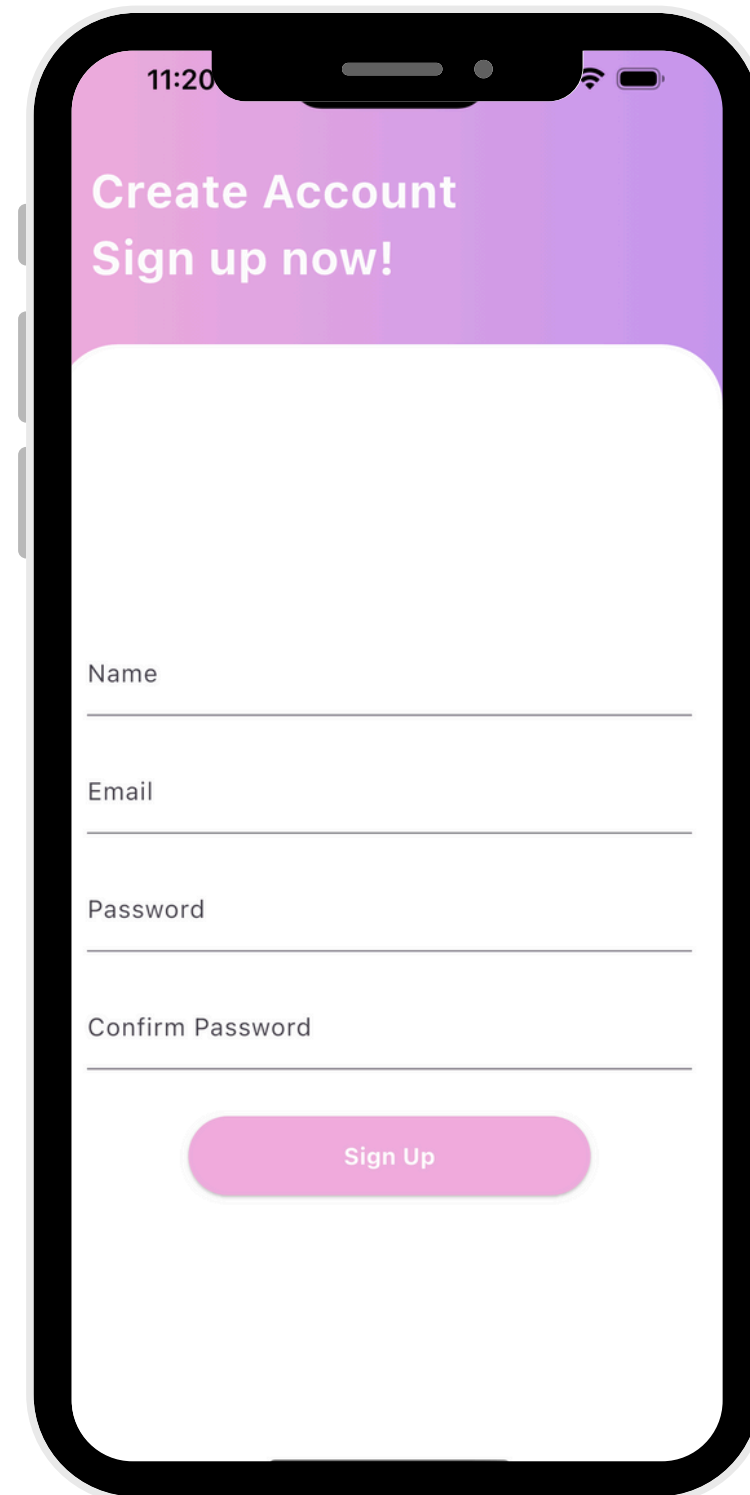 11:20
Create Account
Sign up now!
Name
Email
Password
Confirm Password
Sign Up